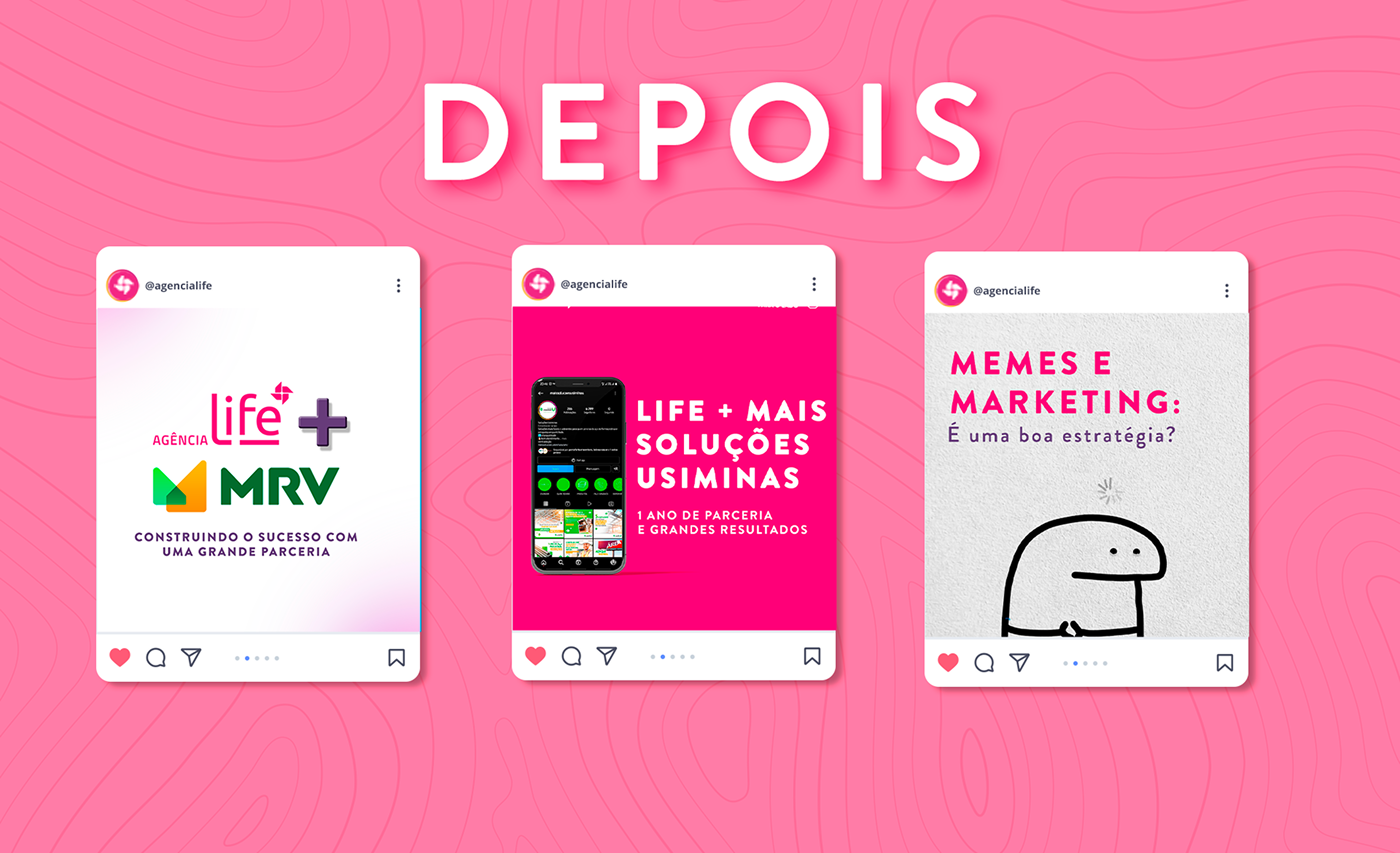 DEPOIS
@agencialife
AGÊNCIA life
MRV
CONSTRUINDO O SUCESSO COM
UMA GRANDE PARCERIA
@agencialife
LIFE + MAIS
SOLUÇÕES
USIMINAS
1 ANO DE PARCERIA
E GRANDES RESULTADOS
@agencialife
MEMES E
MARKETING:
É uma boa estratégia?